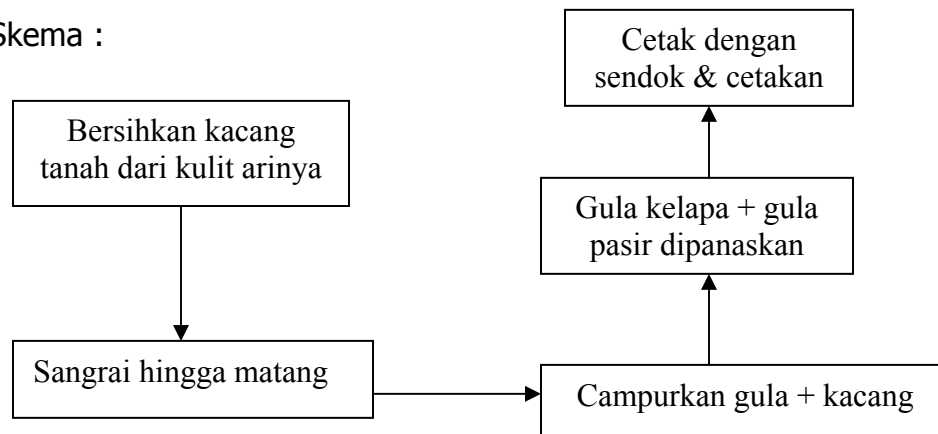 Skema :
Bersihkan kacang
tanah dari kulit arinya
Sangrai hingga matang
Campurkan gula + kacang
Gula kelapa + gula
pasir dipanaskan
Cetak dengan
sendok & cetakan